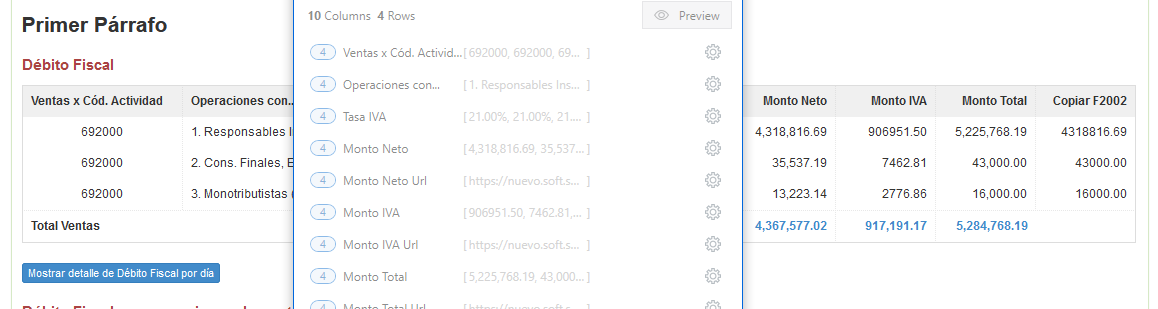 Primer Párrafo
Débito Fiscal
Ventas x Cód. Actividad Operaciones con... Monto Neto Monto IVA Monto Total Copiar F2002
692000 1. Responsables 4,318,816.69 906951.50 5,225,768.19 4318816.69
692000 2. Cons. Finales, 35,537.19 7462.81 43,000.00 43000.00
692000 3. Monotributistas 13,223.14 2776.86 16,000.00 16000.00
Total Ventas 4,367,577.02 917,191.17 5,284,768.19
Mostrar detalle de Débito Fiscal por día
10 Columns 4 Rows Preview
4 Ventas x Cód. Activid... [ 692000, 692000, 69... ]
4 Operaciones con... [ 1. Responsables Ins... ]
4 Tasa IVA [ 21.00%, 21.00%, 21.... ]
4 Monto Neto [ 4,318,816.69, 35,537.... ]
4 Monto Neto Url [ https://nuevo.soft.s... ]
4 Monto IVA [ 906951.50, 7462.81,... ]
4 Monto IVA Url [ https://nuevo.soft.s... ]
4 Monto Total [ 5,225,768.19, 43,000... ]
4 Monto Total Url [ https://nuevo.soft.s... ]